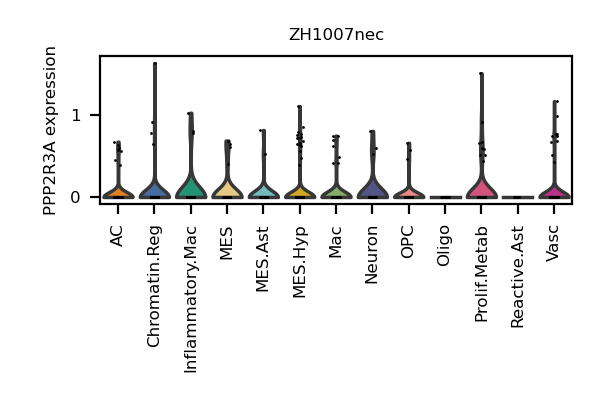 ZH1007nec
PPP2R3A expression
1
0
AC
Chromatin.Reg
Inflammatory.Mac
MES
MES.Ast
MES.Hyp
Mac
Neuron
OPC
Oligo
Prolif.Metab
Reactive.Ast
Vasc